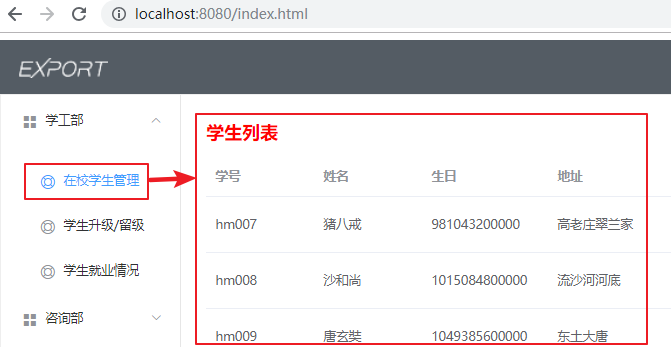 localhost:8080/index.html
EXPORT
学工部
在校学生管理
学生升级/留级
学生就业情况
咨询部
学生列表
学号 姓名 生日 地址
hm007 猪八戒 981043200000 高老庄翠兰家
hm008 沙和尚 1015084800000 流沙河河底
hm009 唐玄奘 1049385600000 东土大唐